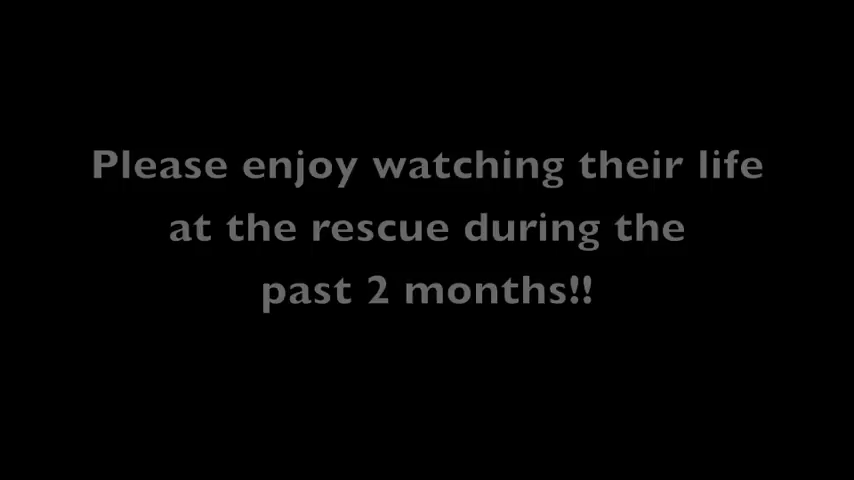 Please enjoy watching their life
at the rescue during the
past 2 months!!